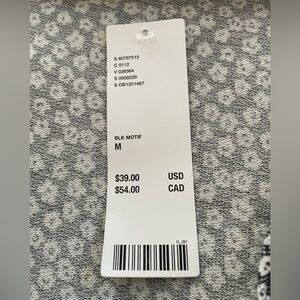 S 60757515
C 0112
V 026564
S 0000229
S OB1251487
BLK MOTIF
M
$39.00 USD
$54.00 CAD